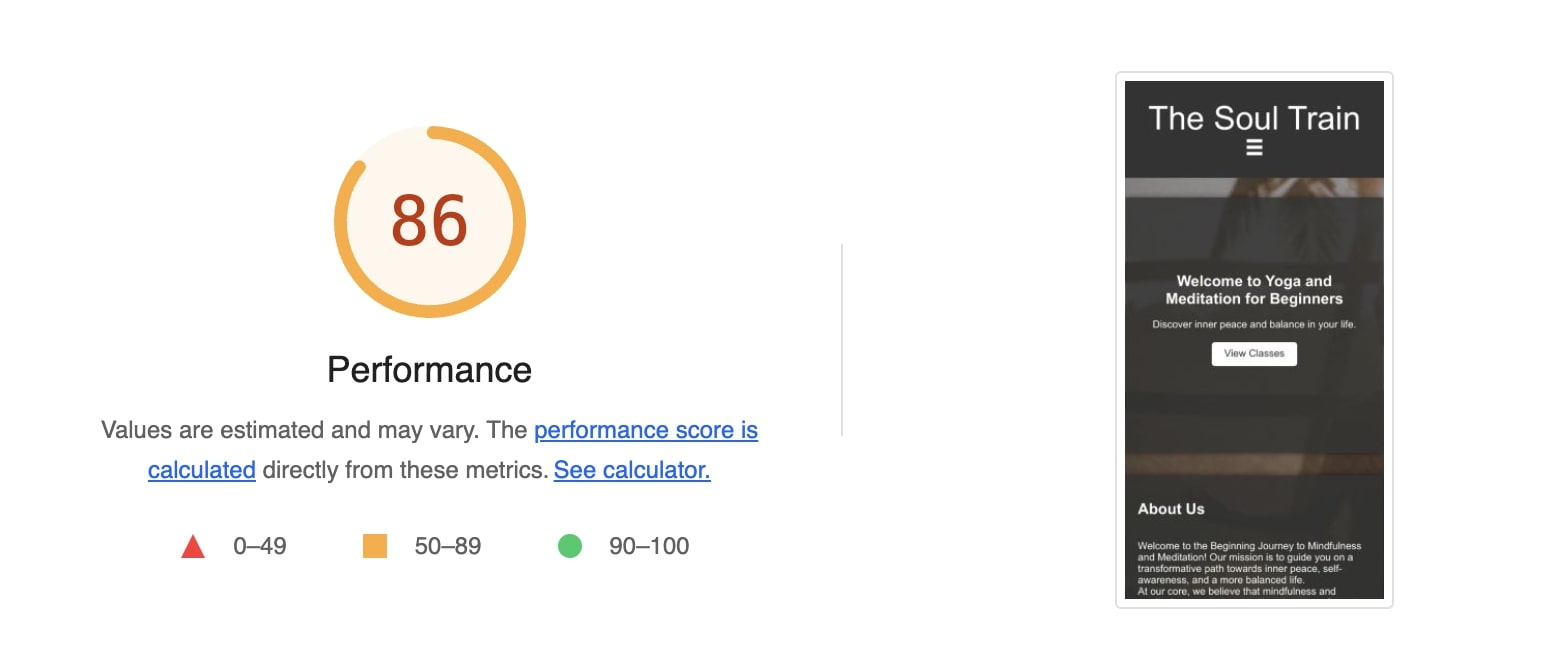 86
Performance
Values are estimated and may vary. The performance score is
calculated directly from these metrics. See calculator.
0–49
50–89
90–100
The Soul Train
Welcome to Yoga and
Meditation for Beginners
Discover inner peace and balance in your life.
View Classes
About Us
Welcome to the Beginning Journey to Mindfulness
and Meditation! Our mission is to guide you on a
transformative path towards inner peace, self-
awareness, and a more balanced life.
At our core, we believe that mindfulness and